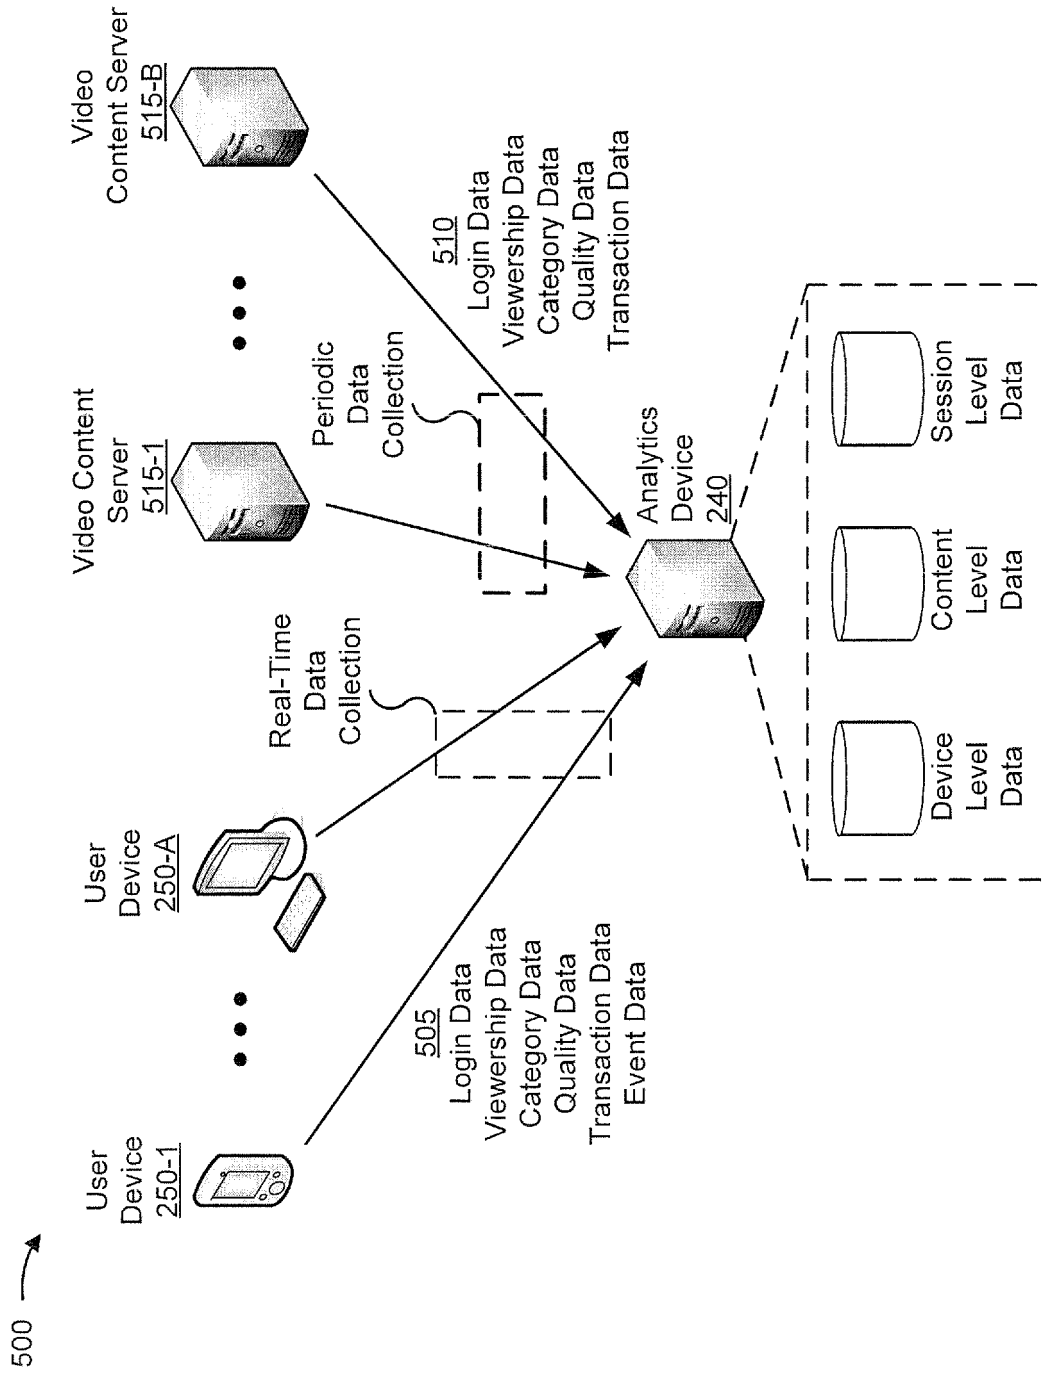 500
User
Device
250-1
User
Device
250-A
Video Content
Server
515-1
Video
Content Server
515-B
Real-Time
Data
Collection
Periodic
Data
Collection
505
Login Data
Viewership Data
Category Data
Quality Data
Transaction Data
Event Data
510
Login Data
Viewership Data
Category Data
Quality Data
Transaction Data
Analytics
Device
240
Device
Level
Data
Content
Level
Data
Session
Level
Data